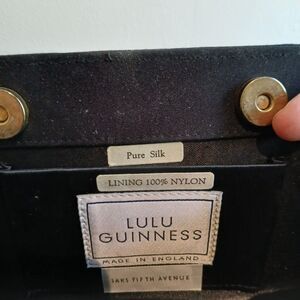 Pure Silk
LINING 100% NYLON
LULU
GUINNESS
MADE IN ENGLAND
SAKS FIFTH AVENUE